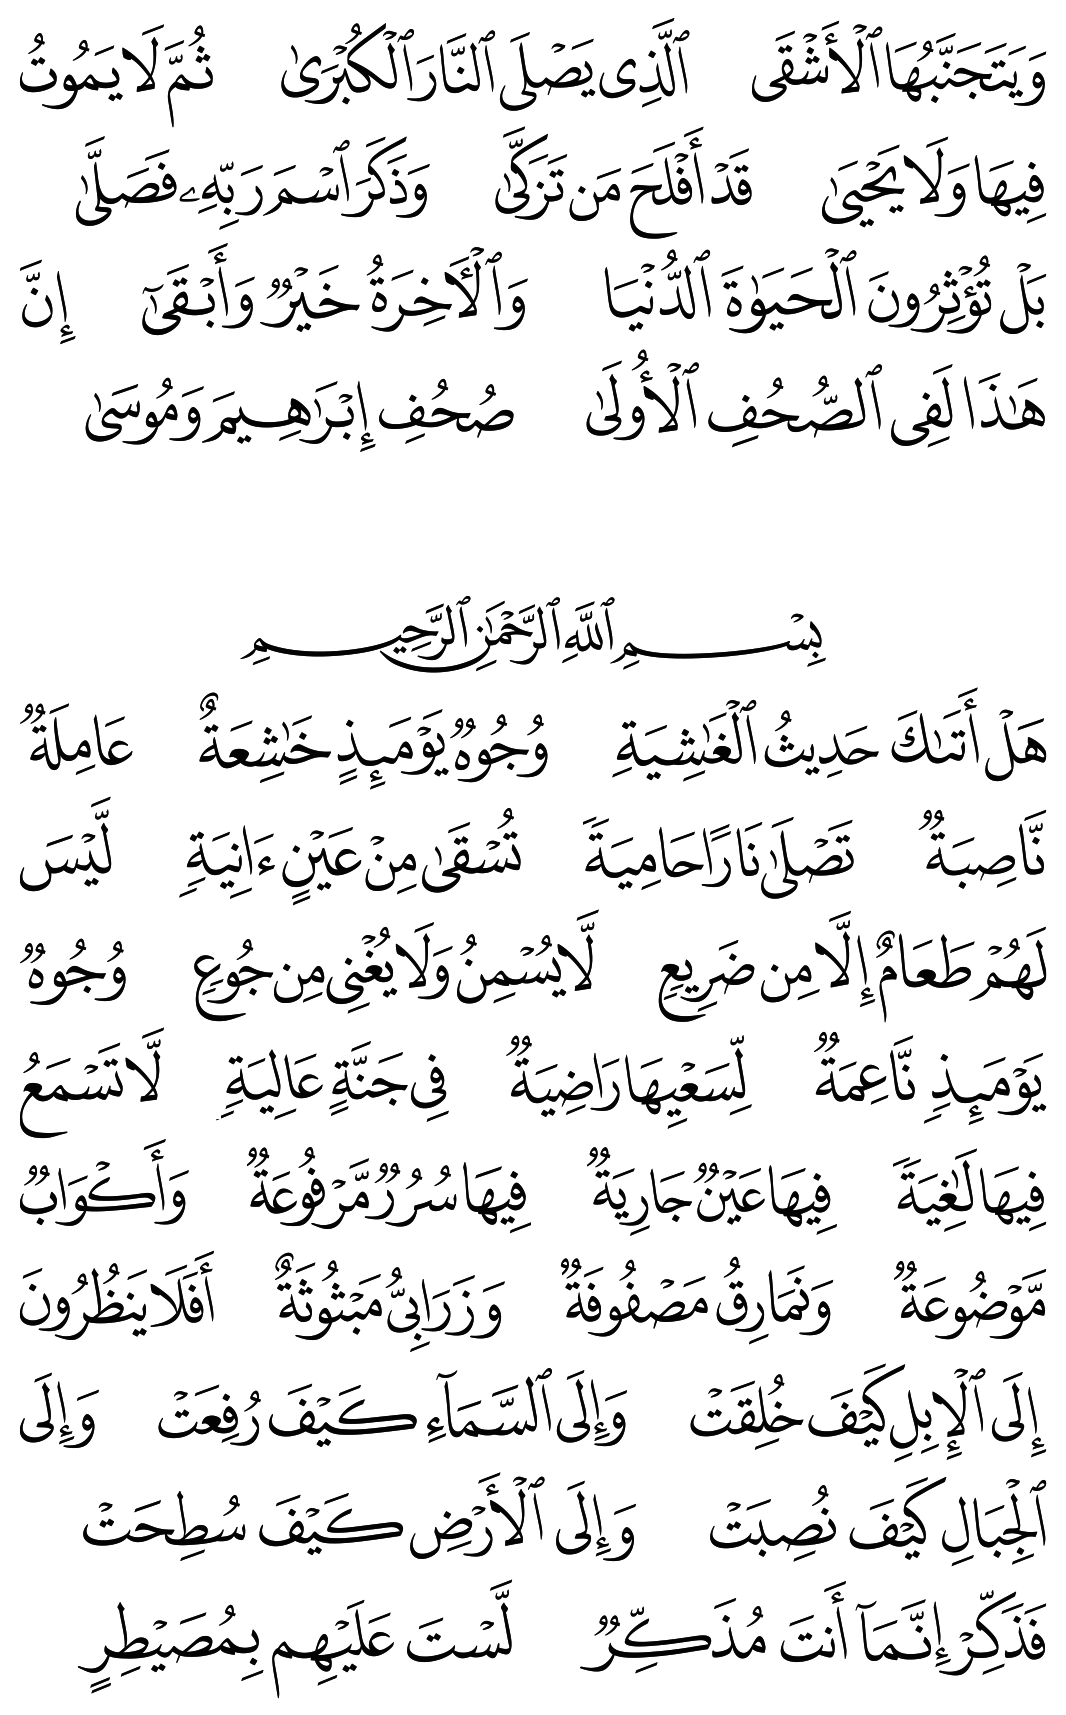 وَيَتَجَنَّبُهَا ٱلْأَشْقَى ٱلَّذِى يَصْلَى ٱلنَّارَ ٱلْكُبْرَىٰ ثُمَّ لَا يَمُوتُ
فِيهَا وَلَا يَحْيَىٰ قَدْ أَفْلَحَ مَن تَزَكَّىٰ وَذَكَرَ ٱسْمَ رَبِّهِۦ فَصَلَّىٰ
بَلْ تُؤْثِرُونَ ٱلْحَيَوٰةَ ٱلدُّنْيَا وَٱلْـَٔاخِرَةُ خَيْرٌ وَأَبْقَىٰٓ إِنَّ
هَـٰذَا لَفِى ٱلصُّحُفِ ٱلْأُولَىٰ صُحُفِ إِبْرَٰهِيمَ وَمُوسَىٰ
بِسْمِ ٱللَّهِ ٱلرَّحْمَـٰنِ ٱلرَّحِيمِ
هَلْ أَتَىٰكَ حَدِيثُ ٱلْغَـٰشِيَةِ وُجُوهٌ يَوْمَئِذٍ خَـٰشِعَةٌ عَامِلَةٌ
نَّاصِبَةٌ تَصْلَىٰ نَارًا حَامِيَةً تُسْقَىٰ مِنْ عَيْنٍ ءَانِيَةٍ لَّيْسَ
لَهُمْ طَعَامٌ إِلَّا مِن ضَرِيعٍ لَّا يُسْمِنُ وَلَا يُغْنِى مِن جُوعٍ وُجُوهٌ
يَوْمَئِذٍ نَّاعِمَةٌ لِّسَعْيِهَا رَاضِيَةٌ فِى جَنَّةٍ عَالِيَةٍ لَّا تَسْمَعُ
فِيهَا لَـٰغِيَةً فِيهَا عَيْنٌ جَارِيَةٌ فِيهَا سُرُرٌ مَّرْفُوعَةٌ وَأَكْوَابٌ
مَّوْضُوعَةٌ وَنَمَارِقُ مَصْفُوفَةٌ وَزَرَابِىُّ مَبْثُوثَةٌ أَفَلَا يَنظُرُونَ
إِلَى ٱلْإِبِلِ كَيْفَ خُلِقَتْ وَإِلَى ٱلسَّمَآءِ كَيْفَ رُفِعَتْ وَإِلَى
ٱلْجِبَالِ كَيْفَ نُصِبَتْ وَإِلَى ٱلْأَرْضِ كَيْفَ سُطِحَتْ
فَذَكِّرْ إِنَّمَآ أَنتَ مُذَكِّرٌ لَّسْتَ عَلَيْهِم بِمُصَيْطِرٍ